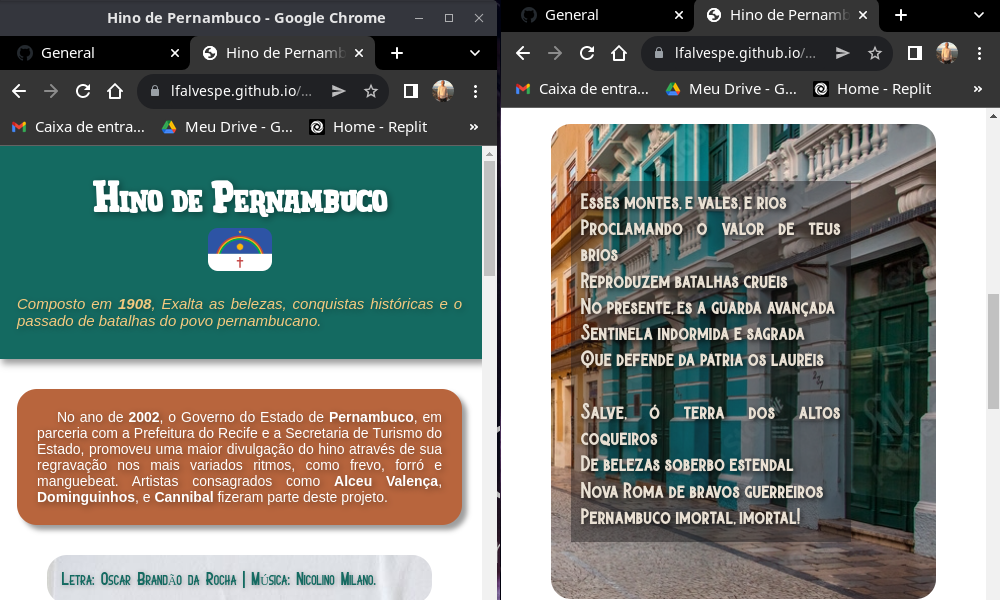 Hino de Pernambuco - Google Chrome
General
Hino de Pernamb
lfalvespe.github.io/...
Caixa de entra...
Meu Drive - G...
Home - Replit
»
Hino de Pernambuco
Composto em 1908, Exalta as belezas, conquistas históricas e o
passado de batalhas do povo pernambucano.
No ano de 2002, o Governo do Estado de Pernambuco, em
parceria com a Prefeitura do Recife e a Secretaria de Turismo do
Estado, promoveu uma maior divulgação do hino através de sua
regravação nos mais variados ritmos, como frevo, forró e
manguebeat. Artistas consagrados como Alceu Valença,
Dominguinhos, e Cannibal fizeram parte deste projeto.
Letra: Oscar Brandão da Rocha | Música: Nicolino Milano.
General
Hino de Pernamb
lfalvespe.github.io/...
Caixa de entra...
Meu Drive - G...
Home - Replit
»
Esses montes, e vales, e rios
Proclamando o valor de teus
brios
Reproduzem batalhas cruéis
No presente, és a guarda avançada
Sentinela indormida e sagrada
Que defende da pátria os lauréis
Salve, ó terra dos altos
coqueiros
De belezas soberbo estendal
Nova Roma de bravos guerreiros
Pernambuco imortal, imortal!